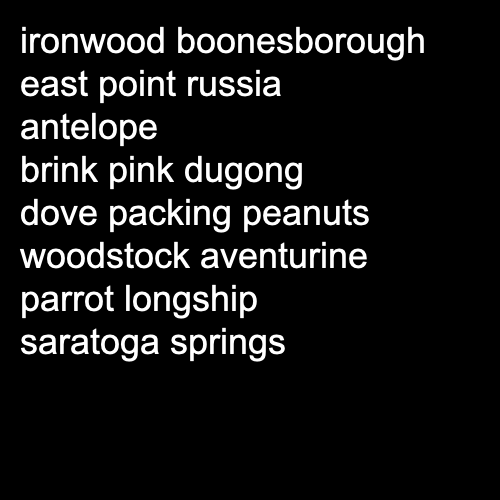 ironwood boonesborough
east point russia
antelope
brink pink dugong
dove packing peanuts
woodstock aventurine
parrot longship
saratoga springs